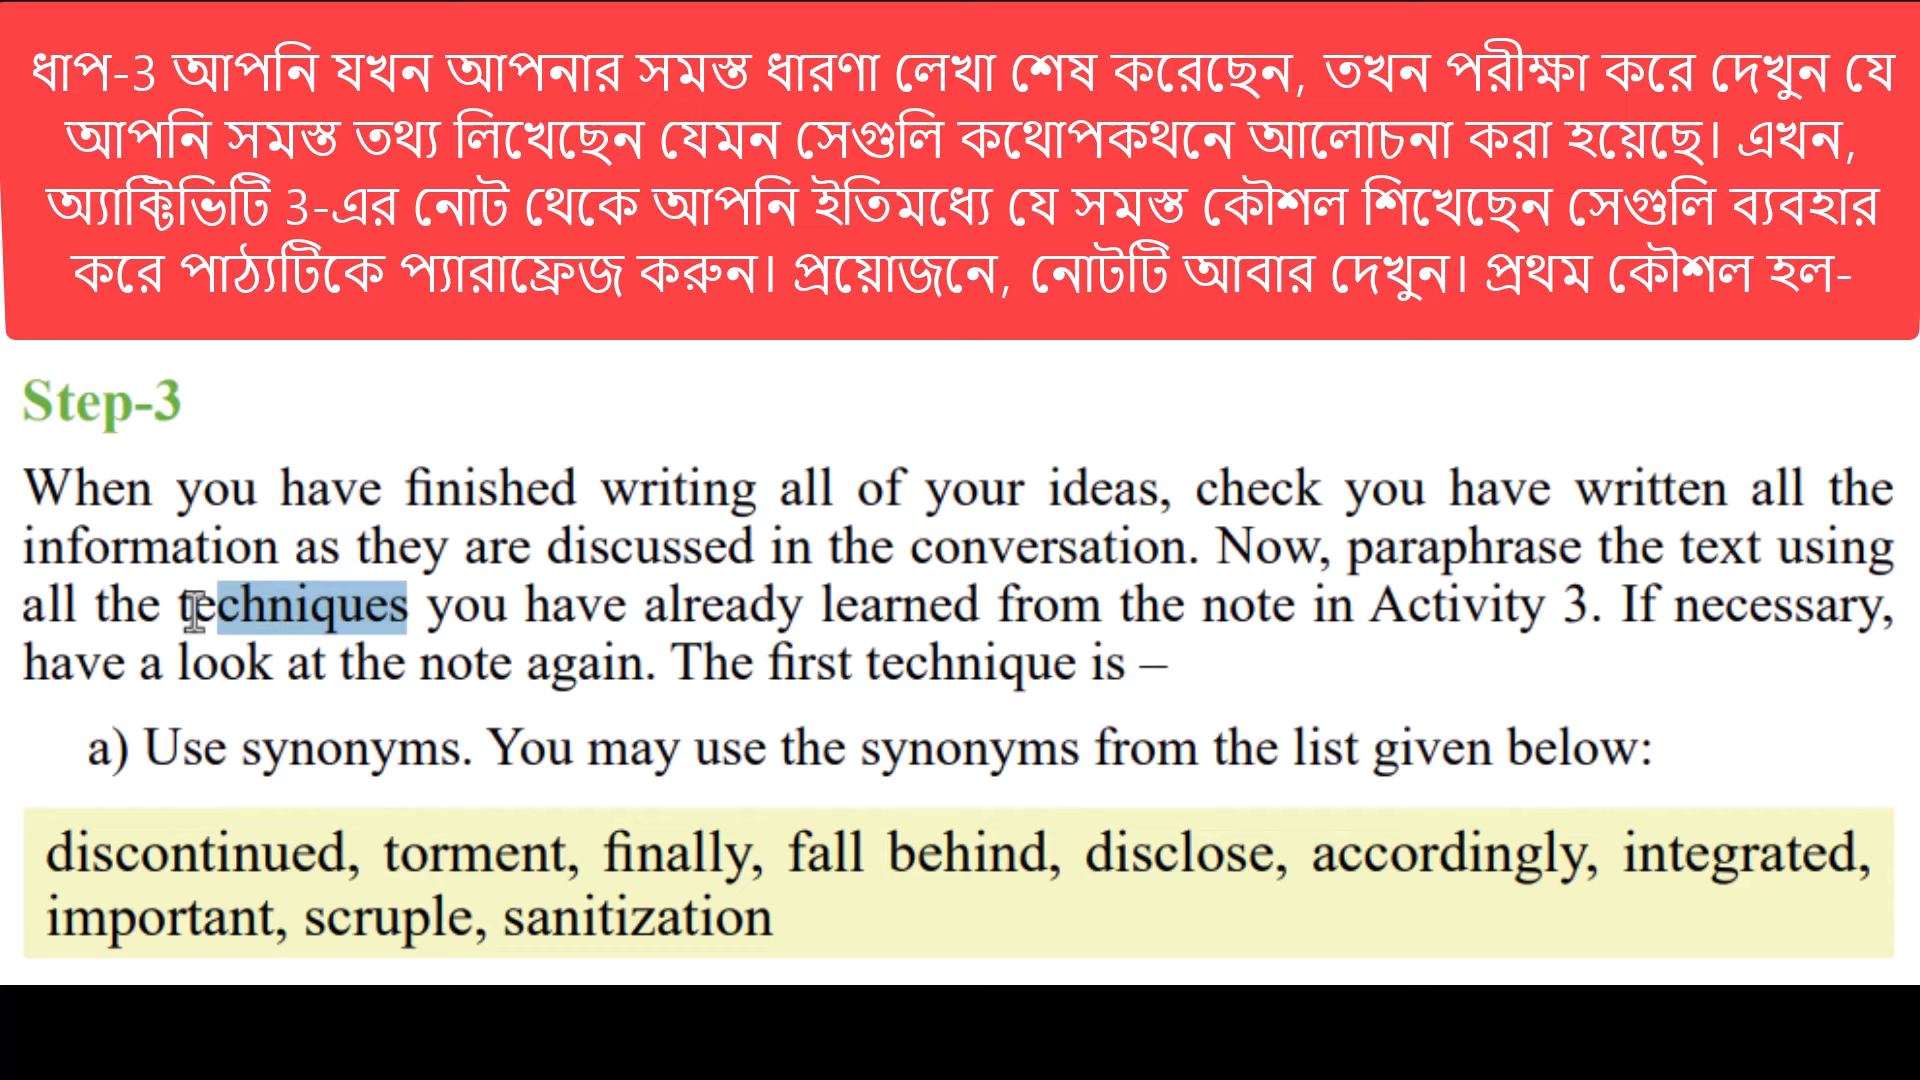 ধাপ-3 আপনি যখন আপনার সমস্ত ধারণা লেখা শেষ করেছেন, তখন পরীক্ষা করে দেখুন যে
আপনি সমস্ত তথ্য লিখেছেন যেমন সেগুলি কথোপকথনে আলোচনা করা হয়েছে। এখন,
অ্যাক্টিভিটি 3-এর নোট থেকে আপনি ইতিমধ্যে যে সমস্ত কৌশল শিখেছেন সেগুলি ব্যবহার
করে পাঠ্যটিকে প্যারাফ্রেজ করুন। প্রয়োজনে, নোটটি আবার দেখুন। প্রথম কৌশল হল-
Step-3
When you have finished writing all of your ideas, check you have written all the
information as they are discussed in the conversation. Now, paraphrase the text using
all the techniques you have already learned from the note in Activity 3. If necessary,
have a look at the note again. The first technique is –
a) Use synonyms. You may use the synonyms from the list given below:
discontinued, torment, finally, fall behind, disclose, accordingly, integrated,
important, scruple, sanitization